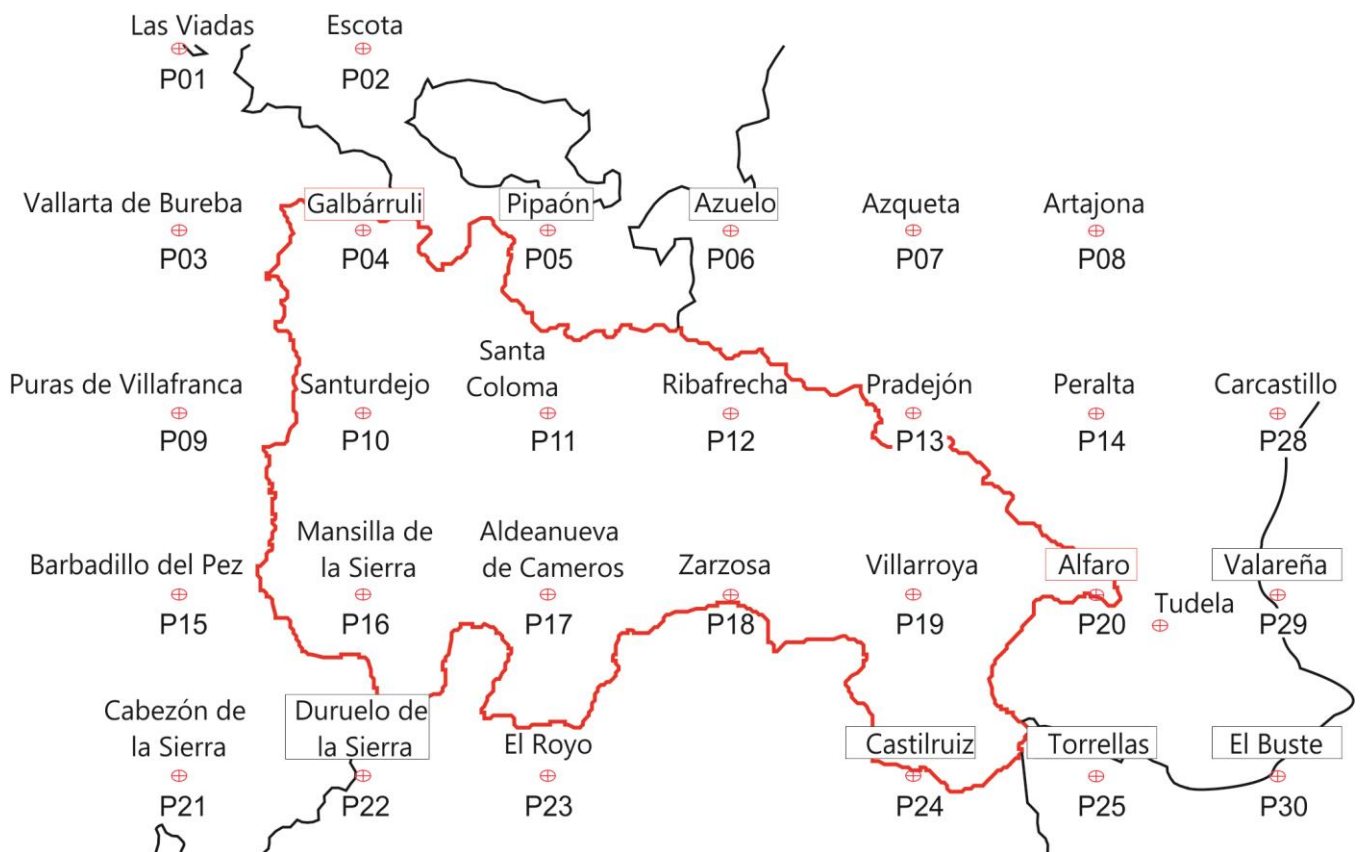 Las Viadas
Escota
P01
P02
Vallarta de Bureba
Galbárruli
Pipaón
Azuelo
Azqueta
Artajona
P03
P04
P05
P06
P07
P08
Puras de Villafranca
Santurdejo
Santa
Coloma
Ribafrecha
Pradejón
Peralta
Carcastillo
P09
P10
P11
P12
P13
P14
P28
Barbadillo del Pez
Mansilla de
la Sierra
Aldeanueva
de Cameros
Zarzosa
Villarroya
Alfaro
Tudela
Valareña
P15
P16
P17
P18
P19
P20
P29
Cabezón de
la Sierra
Duruelo de
la Sierra
El Royo
Castilruiz
Torrellas
El Buste
P21
P22
P23
P24
P25
P30